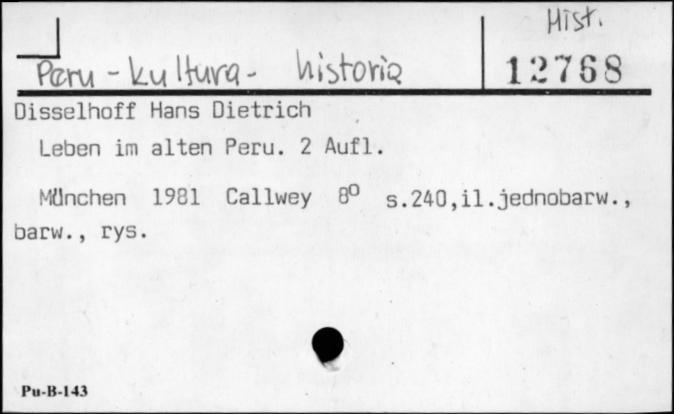 Hist.
Peru - kultura - historia
12768
Disselhoff Hans Dietrich
Leben im alten Peru. 2 Aufl.
München 1981 Callwey 8º s.240,il.jednobarw.,
barw., rys.
Pu-B-143